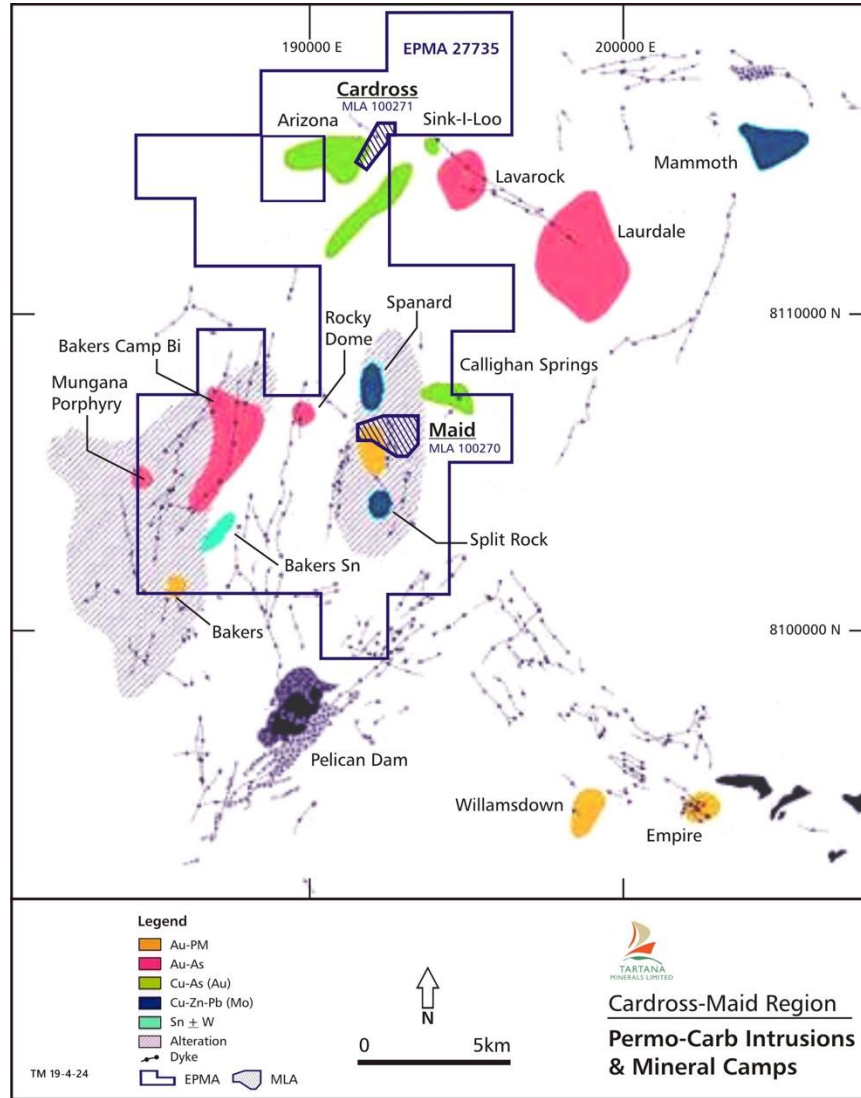 190000 E
200000 E
EPMA 27735
Cardross
MLA 100271
Arizona
Sink-I-Loo
Mammoth
Lavarock
Laurdale
8110000 N
Spanard
Rocky
Dome
Bakers Camp Bi
Callighan Springs
Mungana
Porphyry
Maid
MLA 100270
Split Rock
Bakers Sn
Bakers
8100000 N
Pelican Dam
Willamsdown
Empire
Legend
Au-PM
Au-As
Cu-As (Au)
Cu-Zn-Pb (Mo)
Sn ± W
Alteration
Dyke
EPMA
MLA
TM 19-4-24
N
0 5km
TARTANA
MINERALS LIMITED
Cardross-Maid Region
Permo-Carb Intrusions
& Mineral Camps